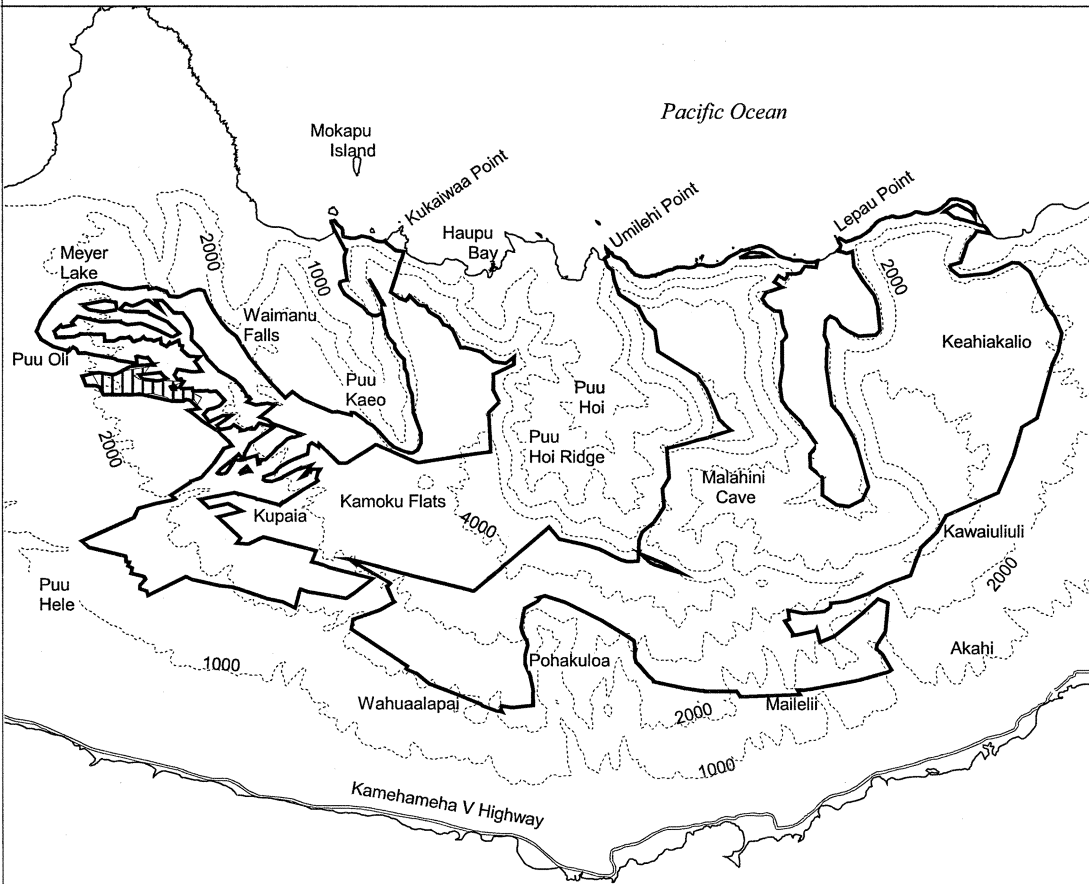 Pacific Ocean
Mokapu
Island
Kukaiwaa Point
Umilehi Point
Lepau Point
Haupu
Bay
2000
1000
Meyer
Lake
Waimanu
Falls
2000
Puu Oli
Keahiakalio
Puu
Kaeo
Puu
Hoi
Puu
Hoi Ridge
2000
Malahini
Cave
Kamoku Flats
Kupaia
4000
Kawaiuliuli
2000
Puu
Hele
Akahi
1000
Pohakuloa
Wahuaalapai
2000
Mailelii
1000
Kamehameha V Highway